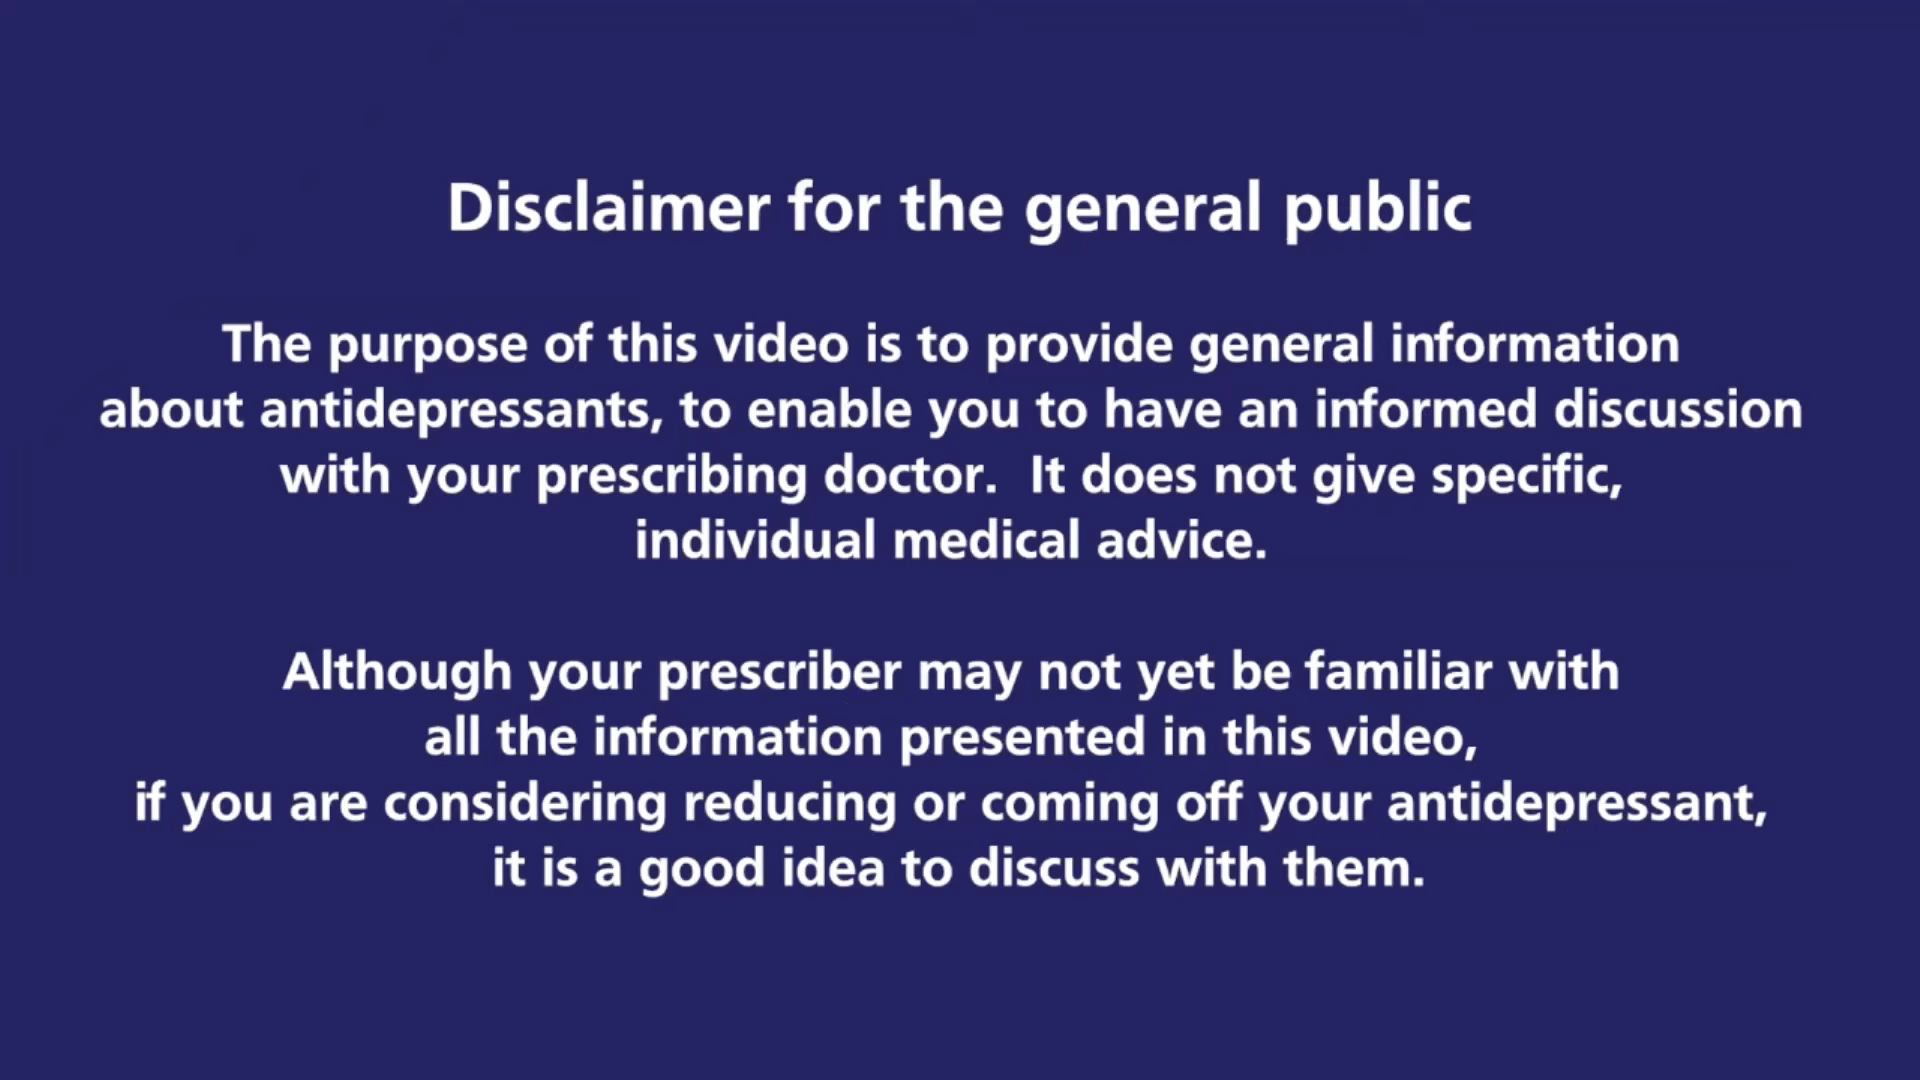 Disclaimer for the general public
The purpose of this video is to provide general information
about antidepressants, to enable you to have an informed discussion
with your prescribing doctor.  It does not give specific,
individual medical advice.
Although your prescriber may not yet be familiar with
all the information presented in this video,
if you are considering reducing or coming off your antidepressant,
it is a good idea to discuss with them.